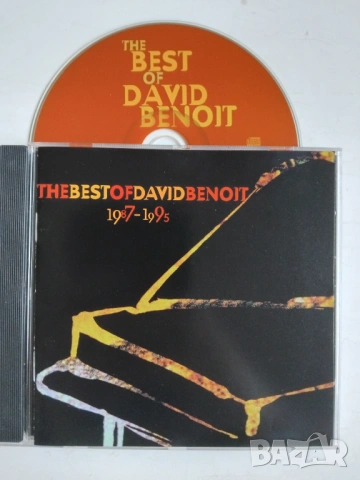 THE
BEST
OF
DAVID
BENOIT
THEBESTOFDAVIDBENOIT
1987-1995
BAZAR